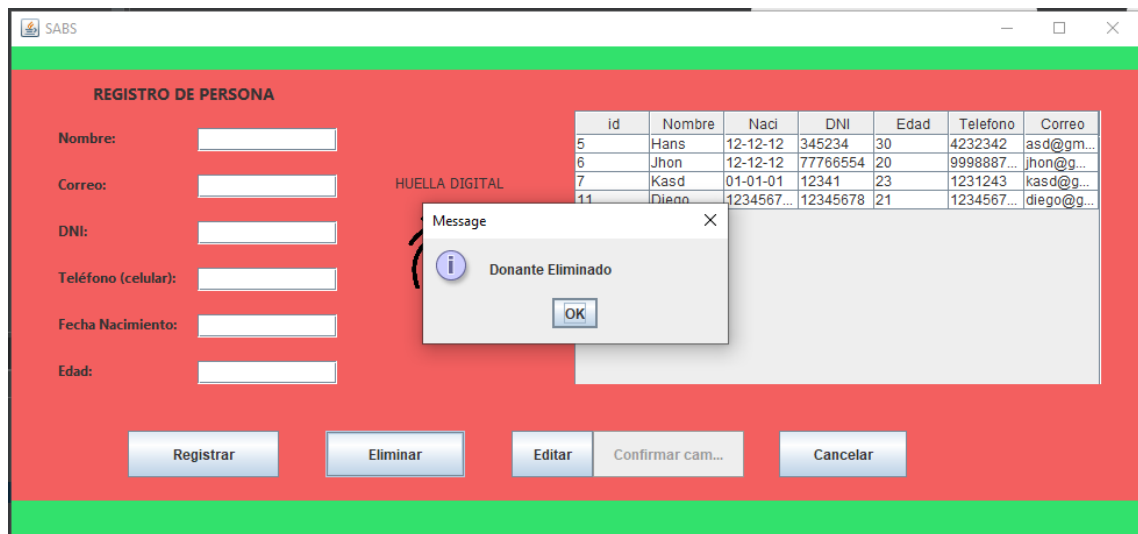 SABS
REGISTRO DE PERSONA
Nombre:
Correo:
DNI:
Teléfono (celular):
Fecha Nacimiento:
Edad:
HUELLA DIGITAL
id Nombre Naci DNI Edad Telefono Correo
5 Hans 12-12-12 345234 30 4232342 asd@gm...
6 Jhon 12-12-12 77766554 20 9998887... jhon@g...
7 Kasd 01-01-01 12341 23 1231243 kasd@g...
11 Diego 1234567... 12345678 21 1234567... diego@g...
Message
Donante Eliminado
OK
Registrar Eliminar Editar Confirmar cam... Cancelar